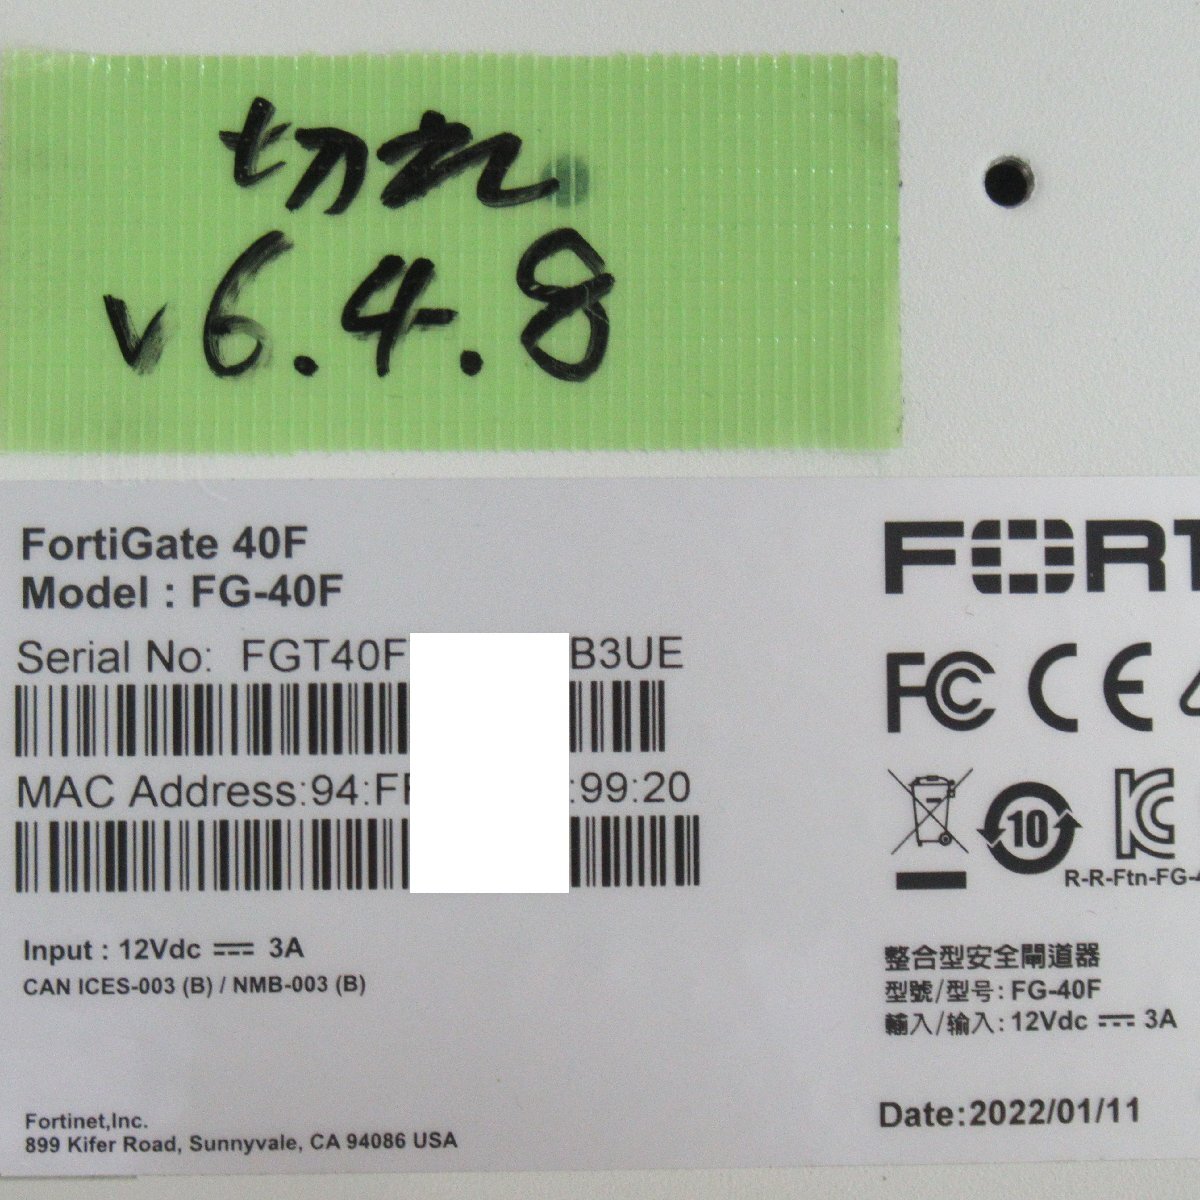 切れ
v6.4.8
FortiGate 40F
Model : FG-40F
Serial No: FGT40F B3UE
MAC Address:94:F :99:20
Input : 12Vdc ⎓ 3A
CAN ICES-003 (B) / NMB-003 (B)
Fortinet,Inc.
899 Kifer Road, Sunnyvale, CA 94086 USA
FORT
FC CE
10
R-R-Ftn-FG-4
整合型安全閘道器
型號/型号: FG-40F
輸入/输入: 12Vdc ⎓ 3A
Date:2022/01/11